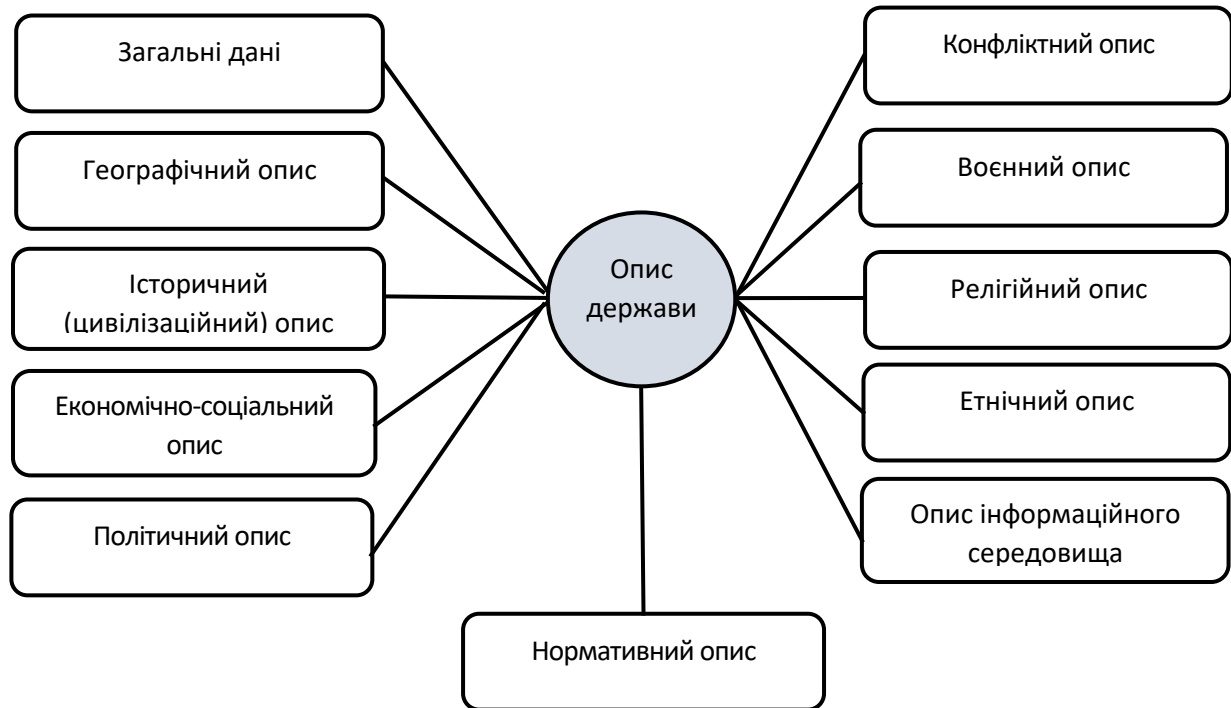 Загальні дані
Географічний опис
Історичний
(цивілізаційний) опис
Економічно-соціальний
опис
Політичний опис
Опис
держави
Конфліктний опис
Воєнний опис
Релігійний опис
Етнічний опис
Опис інформаційного
середовища
Нормативний опис